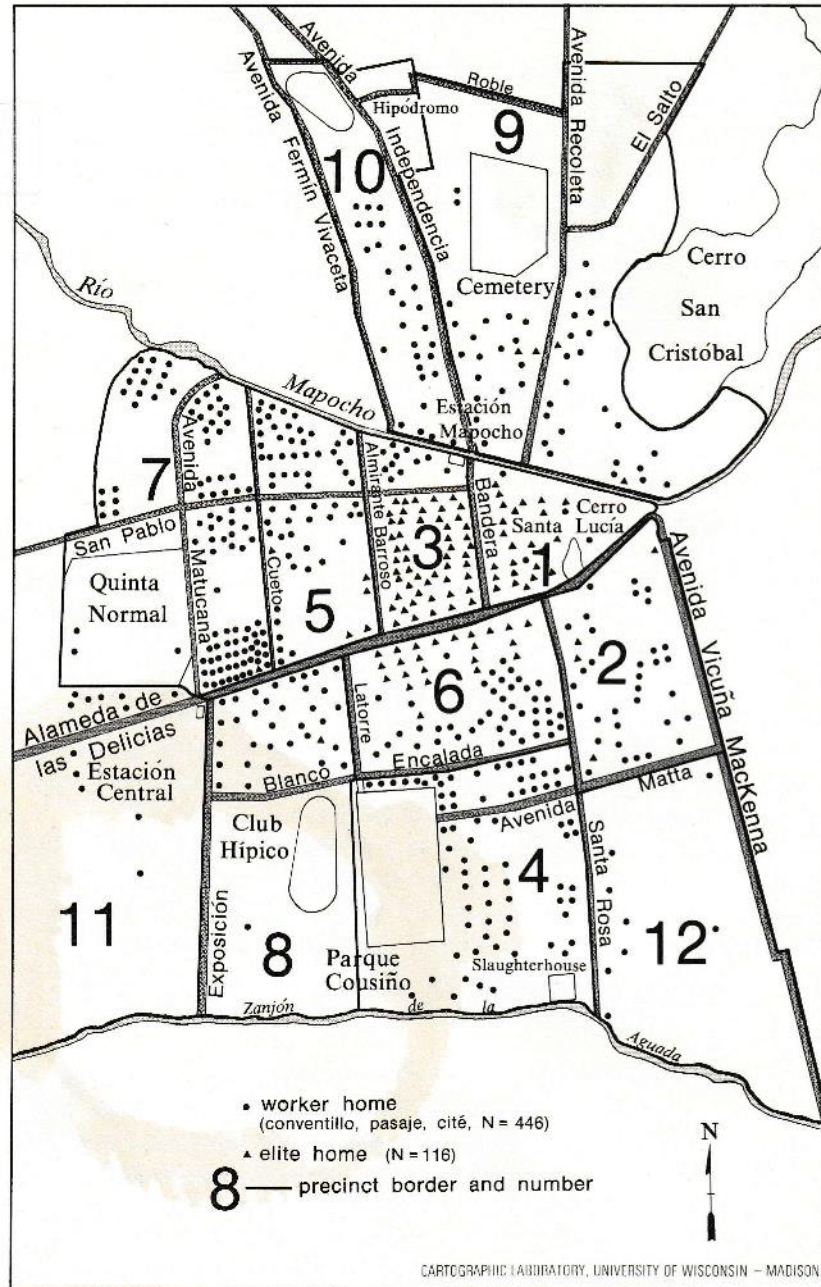 Avenida
Avenida Fermín Vivaceta
Independencia
Hipódromo
Roble
Avenida Recoleta
El Salto
10
9
Cemetery
Cerro
San
Cristóbal
Río
Mapocho
Estación
Mapocho
7
Avenida
Matucana
San Pablo
Quinta
Normal
Cueto
5
Almirante Barroso
3
Bandera
Santa
Cerro
Lucía
1
Avenida Vicuña MacKenna
2
6
Latorre
Alameda de
las Delicias
Estación
Central
Blanco
Encalada
Avenida
Matta
Club
Hípico
4
Santa
Rosa
11
Exposición
8
Parque
Cousiño
Slaughterhouse
12
Zanjón
de
la
Aguada
worker home
(conventillo, pasaje, cité, N = 446)
elite home (N = 116)
8 — precinct border and number
N
CARTOGRAPHIC LABORATORY, UNIVERSITY OF WISCONSIN – MADISON